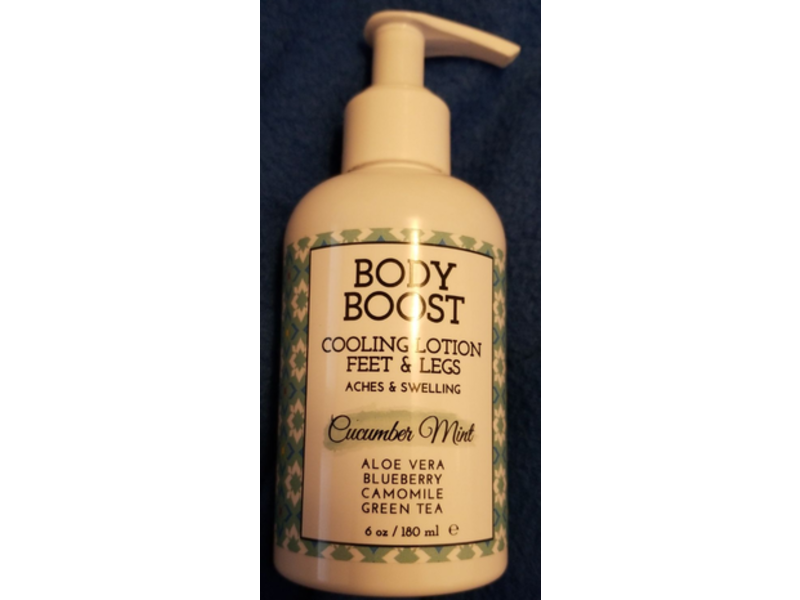 BODY
BOOST
COOLING LOTION
FEET & LEGS
ACHES & SWELLING
Cucumber Mint
ALOE VERA
BLUEBERRY
CAMOMILE
GREEN TEA
6 oz / 180 ml ℮